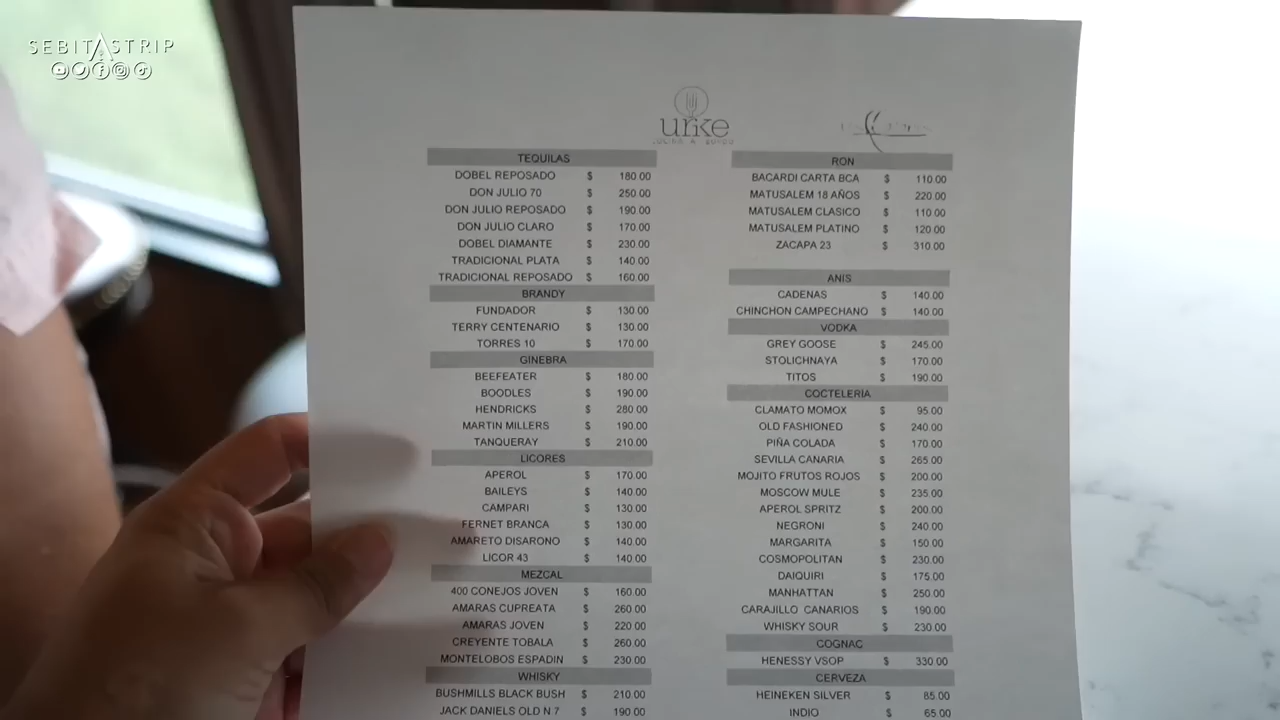 SEBITASTRIP
urke
TEQUILAS
DOBEL REPOSADO $ 180.00
DON JULIO 70 $ 250.00
DON JULIO REPOSADO $ 190.00
DON JULIO CLARO $ 170.00
DOBEL DIAMANTE $ 230.00
TRADICIONAL PLATA $ 140.00
TRADICIONAL REPOSADO $ 160.00
BRANDY
FUNDADOR $ 130.00
TERRY CENTENARIO $ 130.00
TORRES 10 $ 170.00
GINEBRA
BEEFEATER $ 180.00
BOODLES $ 190.00
HENDRICKS $ 280.00
MARTIN MILLERS $ 190.00
TANQUERAY $ 210.00
LICORES
APEROL $ 170.00
BAILEYS $ 140.00
CAMPARI $ 130.00
FERNET BRANCA $ 130.00
AMARETO DISARONO $ 140.00
LICOR 43 $ 140.00
MEZCAL
400 CONEJOS JOVEN $ 160.00
AMARAS CUPREATA $ 260.00
AMARAS JOVEN $ 220.00
CREYENTE TOBALA $ 260.00
MONTELOBOS ESPADIN $ 230.00
WHISKY
BUSHMILLS BLACK BUSH $ 210.00
JACK DANIELS OLD N 7 $ 190.00
RON
BACARDI CARTA BCA $ 110.00
MATUSALEM 18 AÑOS $ 220.00
MATUSALEM CLASICO $ 110.00
MATUSALEM PLATINO $ 120.00
ZACAPA 23 $ 310.00
ANIS
CADENAS $ 140.00
CHINCHON CAMPECHANO $ 140.00
VODKA
GREY GOOSE $ 245.00
STOLICHNAYA $ 170.00
TITOS $ 190.00
COCTELERIA
CLAMATO MOMOX $ 95.00
OLD FASHIONED $ 240.00
PIÑA COLADA $ 170.00
SEVILLA CANARIA $ 265.00
MOJITO FRUTOS ROJOS $ 200.00
MOSCOW MULE $ 235.00
APEROL SPRITZ $ 200.00
NEGRONI $ 240.00
MARGARITA $ 150.00
COSMOPOLITAN $ 230.00
DAIQUIRI $ 175.00
MANHATTAN $ 250.00
CARAJILLO CANARIOS $ 190.00
WHISKY SOUR $ 230.00
COGNAC
HENESSY VSOP $ 330.00
CERVEZA
HEINEKEN SILVER $ 85.00
INDIO $ 65.00